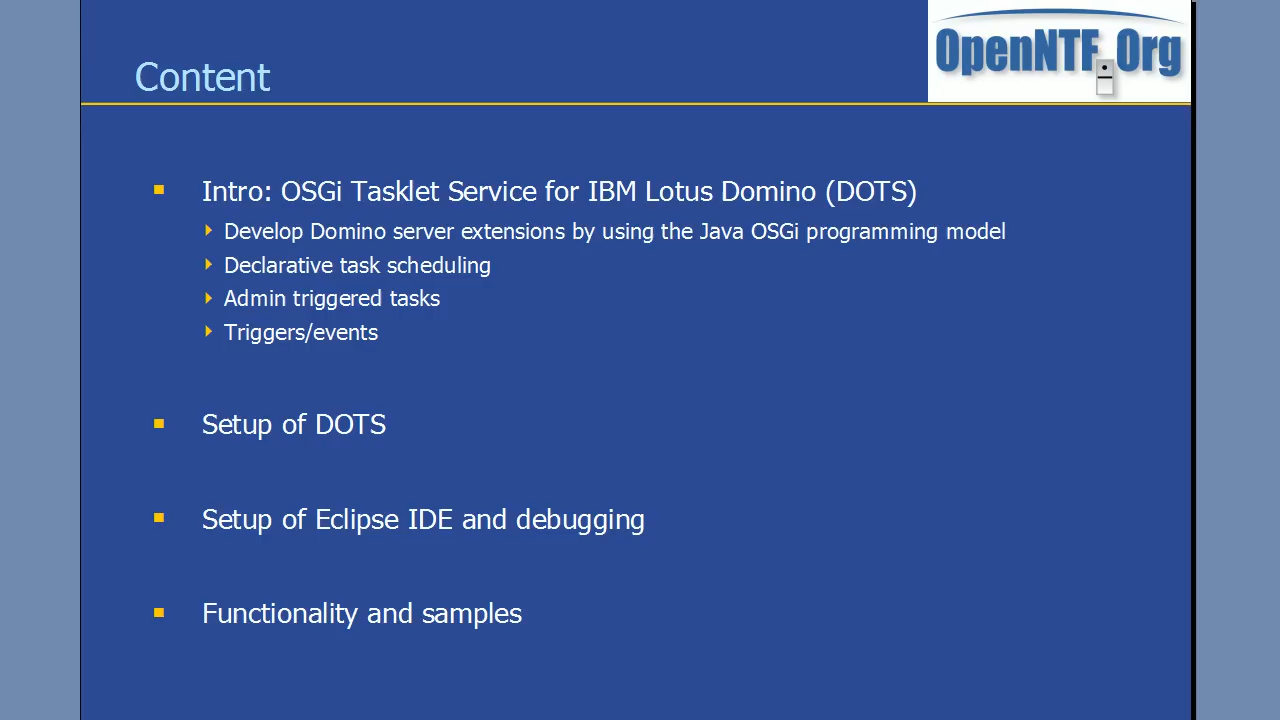 OpenNTF.Org
Content
Intro: OSGi Tasklet Service for IBM Lotus Domino (DOTS)
Develop Domino server extensions by using the Java OSGi programming model
Declarative task scheduling
Admin triggered tasks
Triggers/events
Setup of DOTS
Setup of Eclipse IDE and debugging
Functionality and samples